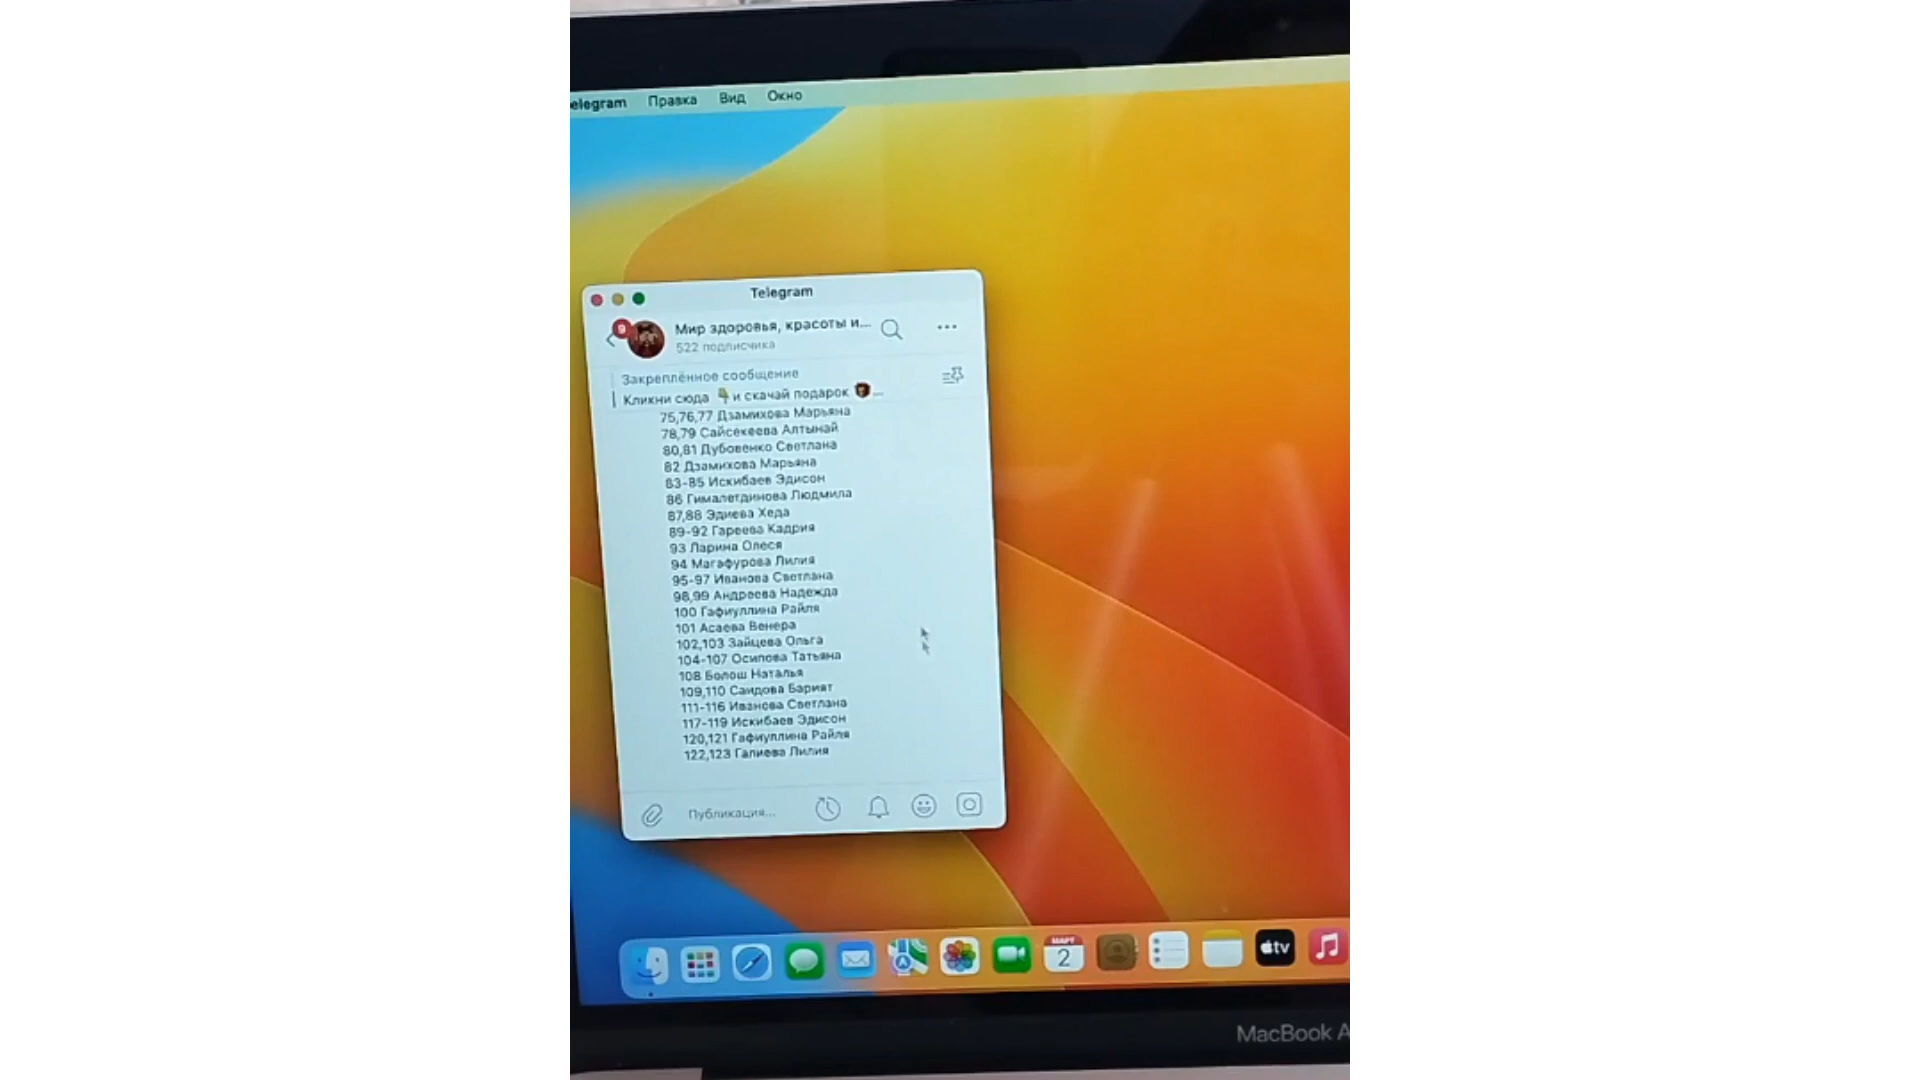 elegram Правка Вид Окно
Telegram
9
Мир здоровья, красоты и...
522 подписчика
Закреплённое сообщение
Кликни сюда 👇 и скачай подарок ...
75,76,77 Дзамихова Марьяна
78,79 Сайсекеева Алтынай
80,81 Дубовенко Светлана
82 Дзамихова Марьяна
83-85 Искибаев Эдисон
86 Гималетдинова Людмила
87,88 Эдиева Хеда
89-92 Гареева Кадрия
93 Ларина Олеся
94 Магафурова Лилия
95-97 Иванова Светлана
98,99 Андреева Надежда
100 Гафиуллина Райля
101 Асаева Венера
102,103 Зайцева Ольга
104-107 Осипова Татьяна
108 Болош Наталья
109,110 Саидова Барият
111-116 Иванова Светлана
117-119 Искибаев Эдисон
120,121 Гафиуллина Райля
122,123 Галиева Лилия
Публикация...
МАРТ
2
tv
MacBook A